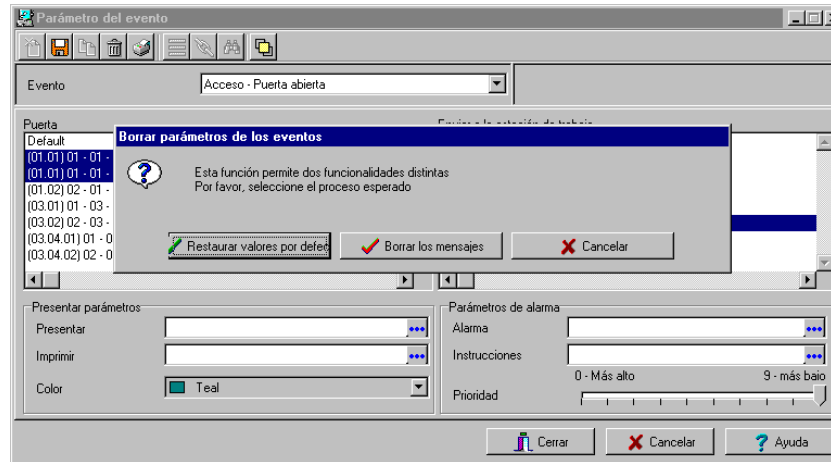 Parámetro del evento
Evento
Acceso - Puerta abierta
Puerta
Default
(01.01) 01 - 01 -
(01.01) 01 - 01 -
(01.02) 02 - 01 -
(03.01) 01 - 03 -
(03.02) 02 - 03 -
(03.04.01) 01 - 0
(03.04.02) 02 - 0
Borrar parámetros de los eventos
Esta función permite dos funcionalidades distintas
Por favor, seleccione el proceso esperado
Restaurar valores por defec
Borrar los mensajes
Cancelar
Presentar parámetros
Presentar
Imprimir
Color
Teal
Parámetros de alarma
Alarma
Instrucciones
0 - Más alto
9 - más bajo
Prioridad
Cerrar
Cancelar
Ayuda